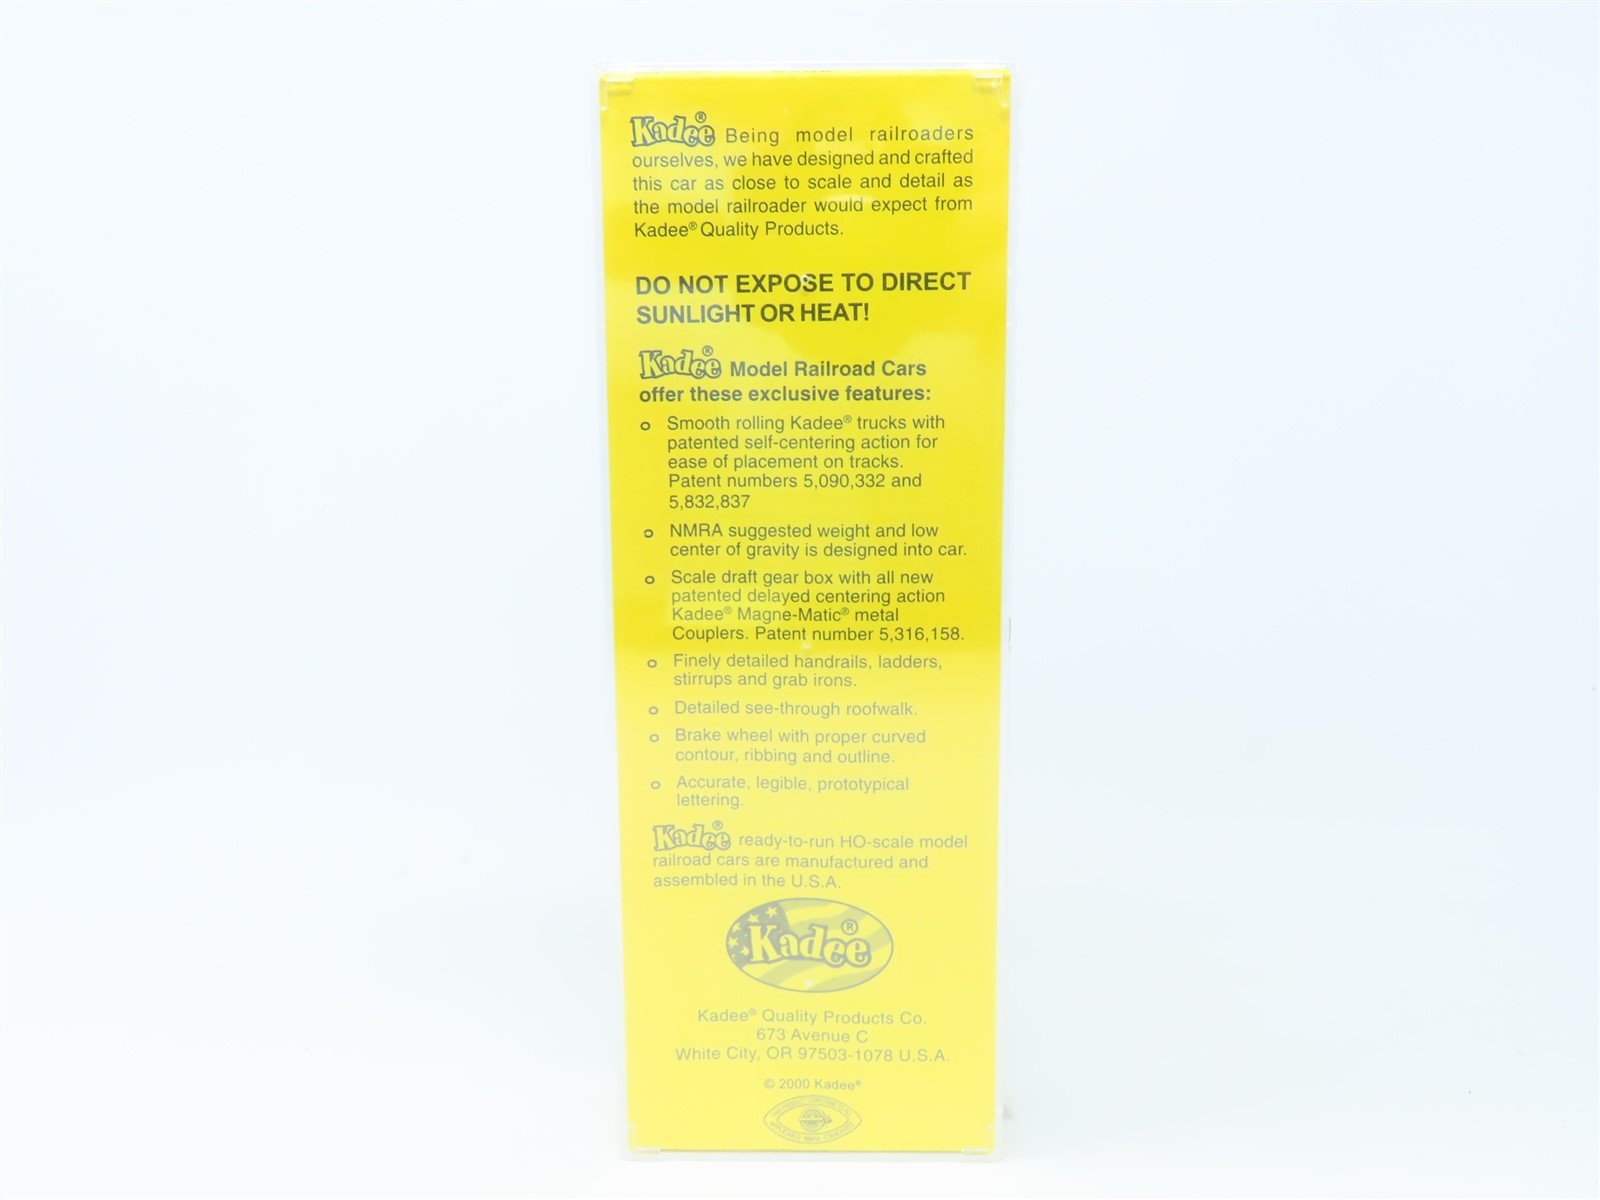 Kadee® Being model railroaders
ourselves, we have designed and crafted
this car as close to scale and detail as
the model railroader would expect from
Kadee® Quality Products.
DO NOT EXPOSE TO DIRECT
SUNLIGHT OR HEAT!
Kadee® Model Railroad Cars
offer these exclusive features:
o Smooth rolling Kadee® trucks with
patented self-centering action for
ease of placement on tracks.
Patent numbers 5,090,332 and
5,832,837
o NMRA suggested weight and low
center of gravity is designed into car.
o Scale draft gear box with all new
patented delayed centering action
Kadee® Magne-Matic® metal
Couplers. Patent number 5,316,158.
o Finely detailed handrails, ladders,
stirrups and grab irons.
o Detailed see-through roofwalk.
o Brake wheel with proper curved
contour, ribbing and outline.
o Accurate, legible, prototypical
lettering.
Kadee® ready-to-run HO-scale model
railroad cars are manufactured and
assembled in the U.S.A.
Kadee®
Kadee® Quality Products Co.
673 Avenue C
White City, OR 97503-1078 U.S.A.
© 2000 Kadee®
THIS PRODUCT CONFORMS TO ALL
APPLICABLE NMRA STANDARDS